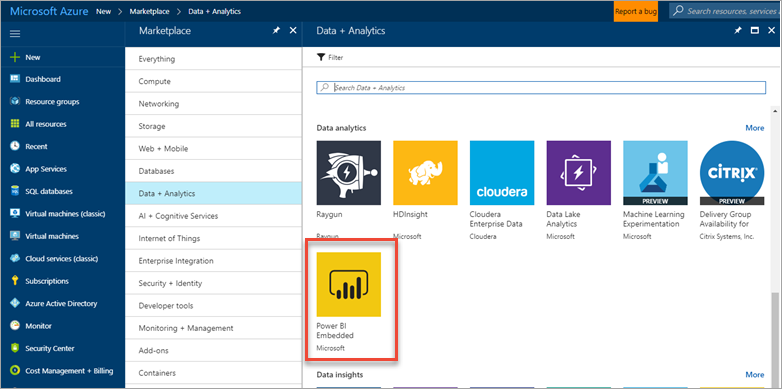 Microsoft Azure New > Marketplace > Data + Analytics
Report a bug
Search resources, services a
New
Dashboard
Resource groups
All resources
Recent
App Services
SQL databases
Virtual machines (classic)
Virtual machines
Cloud services (classic)
Subscriptions
Azure Active Directory
Monitor
Security Center
Cost Management + Billing
Marketplace
Everything
Compute
Networking
Storage
Web + Mobile
Databases
Data + Analytics
AI + Cognitive Services
Internet of Things
Enterprise Integration
Security + Identity
Developer tools
Monitoring + Management
Add-ons
Containers
Data + Analytics
Filter
Search Data + Analytics
Data analytics
More
Raygun
Raygun
HDInsight
Microsoft
cloudera
Cloudera
Enterprise Data
Cloudera
Data Lake
Analytics
Microsoft
PREVIEW
Machine Learning
Experimentation
Microsoft
CITRIX
PREVIEW
Delivery Group
Availability for
Citrix Systems, Inc.
Power BI
Embedded
Microsoft
Data insights
More